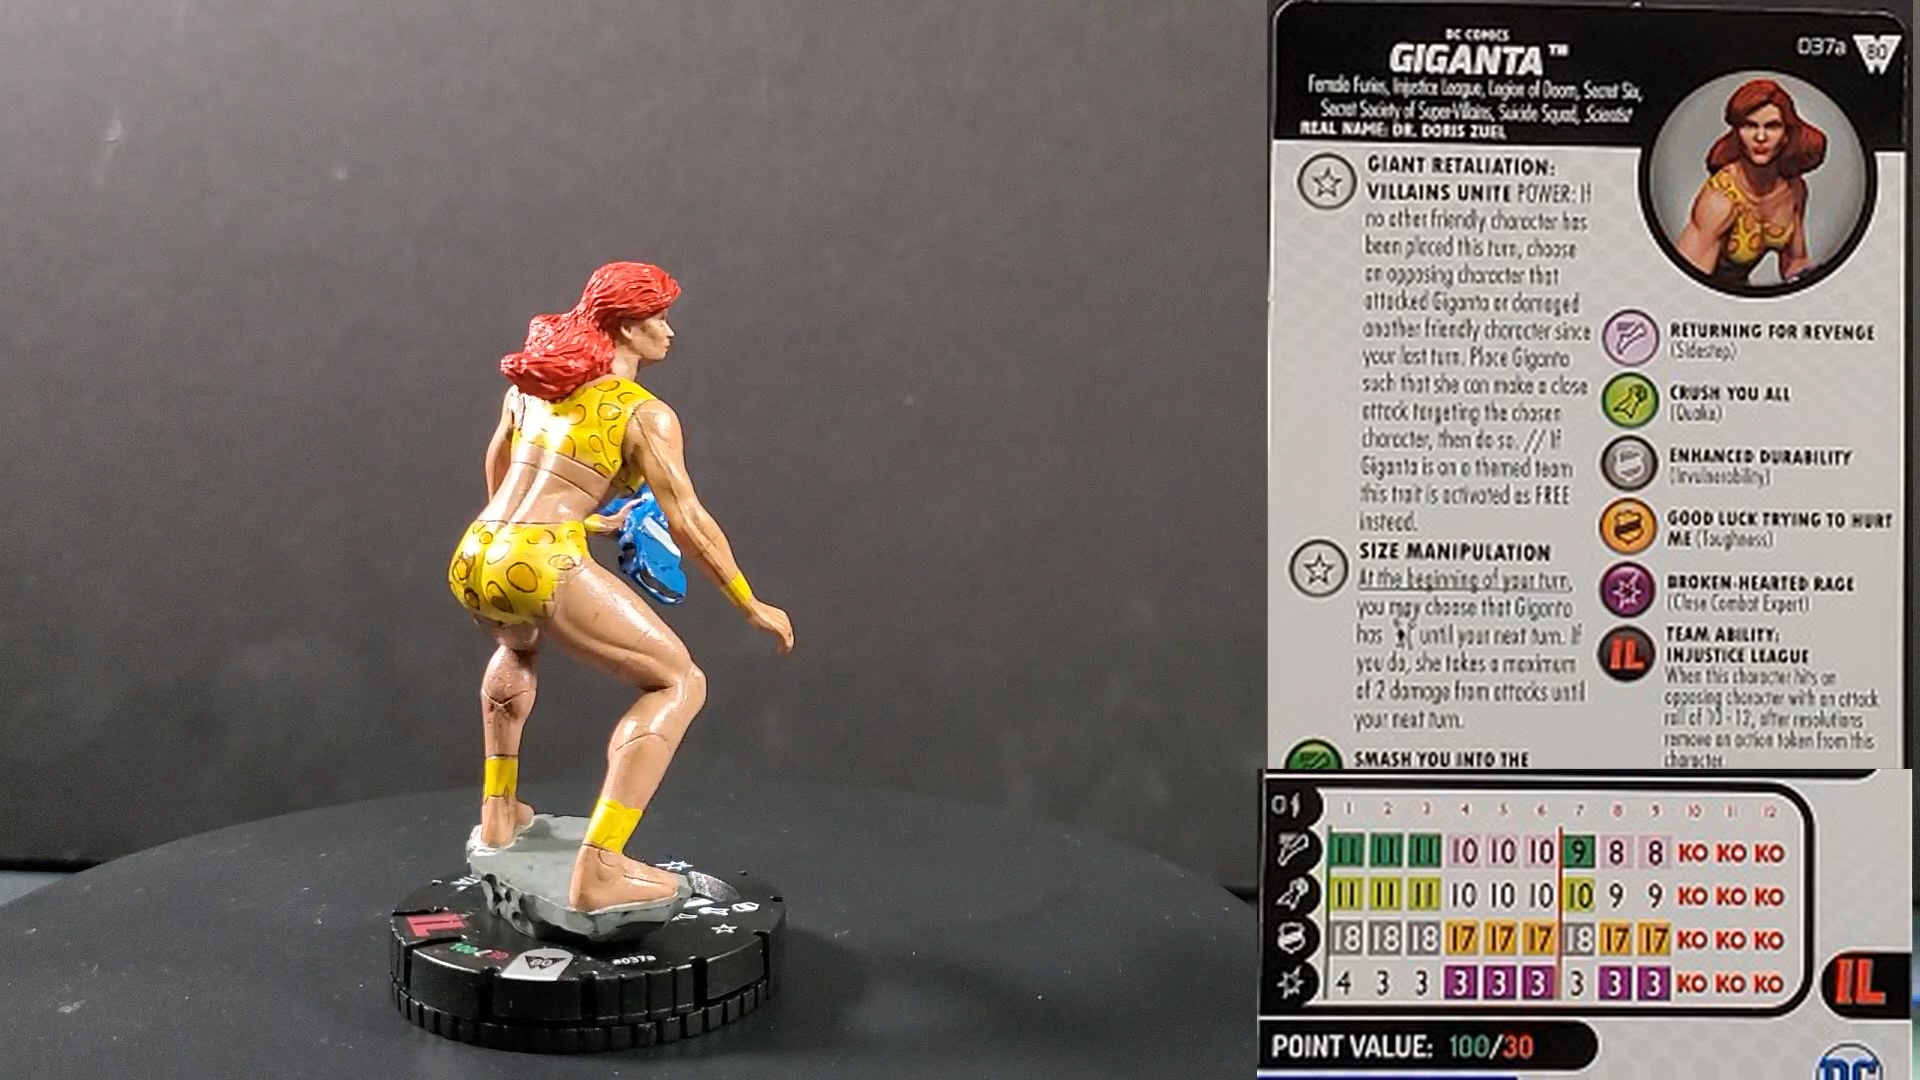 DC COMICS
GIGANTA™
037a
80
Female Furies, Injustice League, Legion of Doom, Secret Six,
Secret Society of Super-Villains, Suicide Squad, Scientist
REAL NAME: DR. DORIS ZUEL
GIANT RETALIATION:
VILLAINS UNITE POWER: If
no other friendly character has
been placed this turn, choose
an opposing character that
attacked Giganta or damaged
another friendly character since
your last turn. Place Giganta
such that she can make a close
attack targeting the chosen
character, then do so. // If
Giganta is on a themed team
this trait is activated as FREE
instead.
SIZE MANIPULATION
At the beginning of your turn,
you may choose that Giganta
has until your next turn. If
you do, she takes a maximum
of 2 damage from attacks until
your next turn.
SMASH YOU INTO THE
RETURNING FOR REVENGE
(Sidestep)
CRUSH YOU ALL
(Quake)
ENHANCED DURABILITY
(Invulnerability)
GOOD LUCK TRYING TO HURT
ME (Toughness)
BROKEN-HEARTED RAGE
(Close Combat Expert)
IL
TEAM ABILITY:
INJUSTICE LEAGUE
When this character hits an
opposing character with an attack
roll of 10-12, after resolutions
remove an action token from this
character.
1 2 3 4 5 6 7 8 9 10 11 12
11 11 11 10 10 10 9 8 8 KO KO KO
11 11 11 10 10 10 10 9 9 KO KO KO
18 18 18 17 17 17 18 17 17 KO KO KO
4 3 3 3 3 3 3 3 3 KO KO KO
IL
POINT VALUE: 100/30
DC
IL
100/30
80
037a